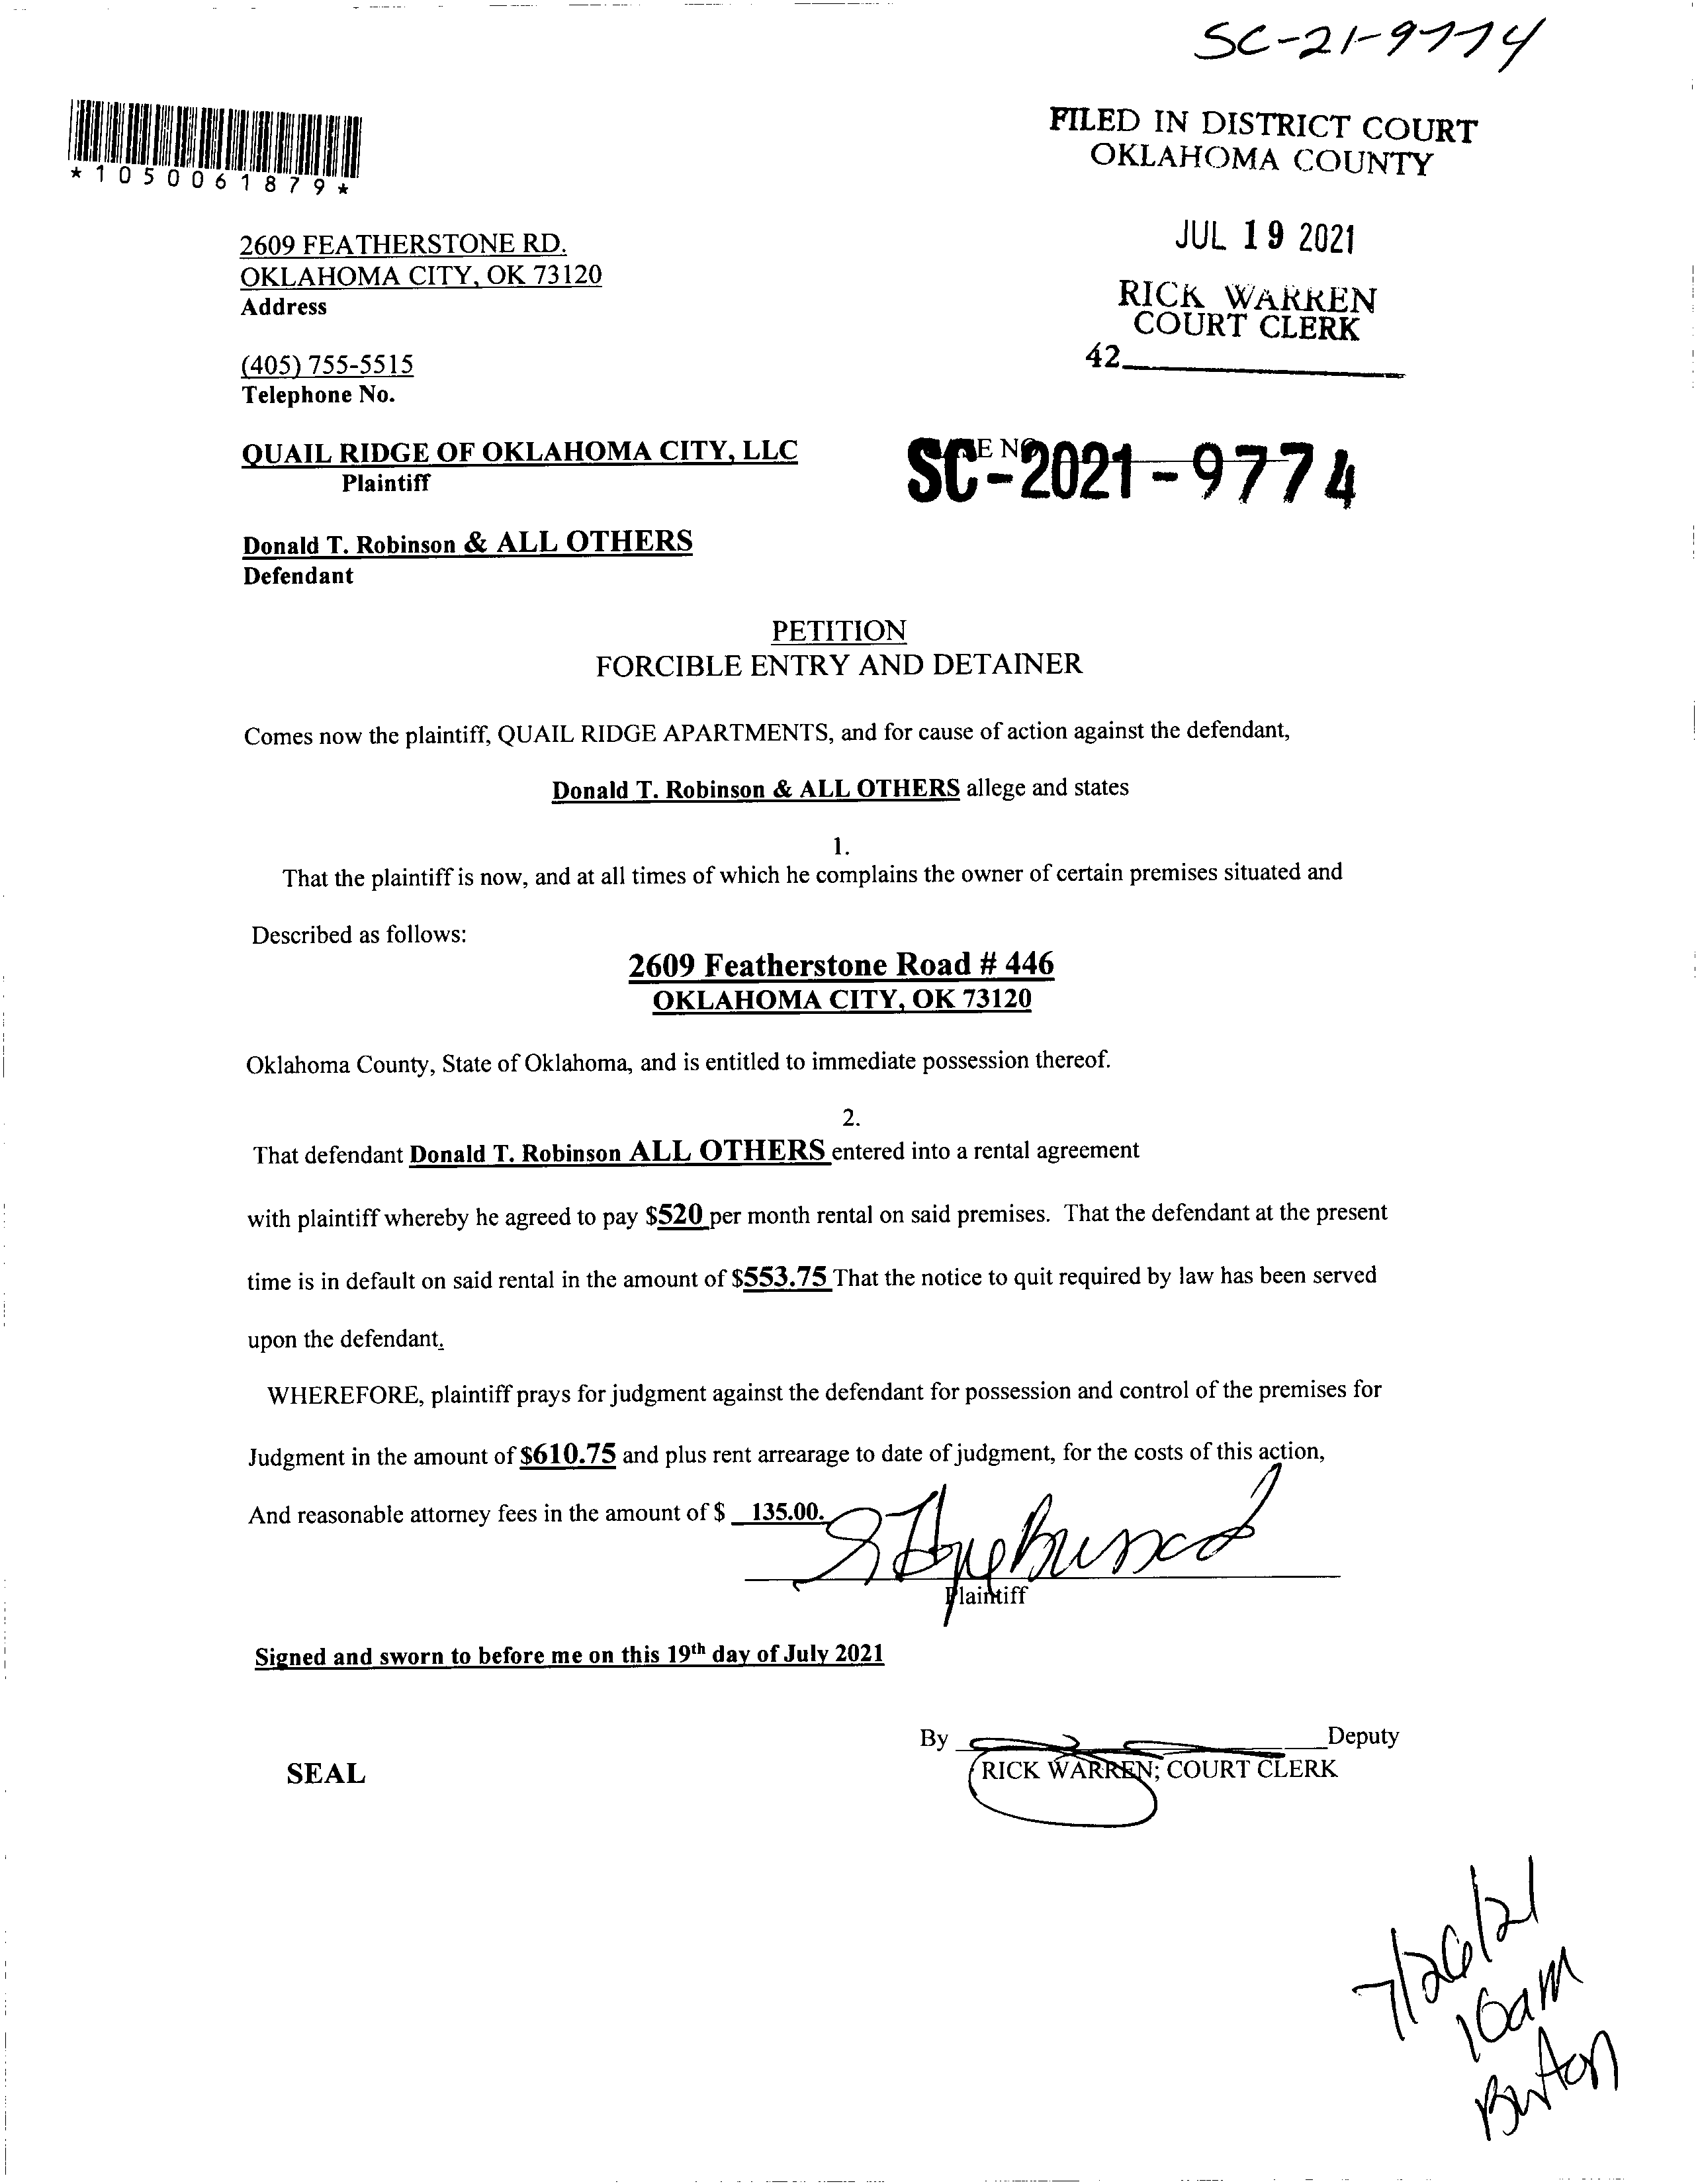 SC-21-9774
*1050061879*
FILED IN DISTRICT COURT
OKLAHOMA COUNTY
JUL 19 2021
RICK WARREN
COURT CLERK
42
2609 FEATHERSTONE RD.
OKLAHOMA CITY, OK 73120
Address
(405) 755-5515
Telephone No.
QUAIL RIDGE OF OKLAHOMA CITY, LLC
Plaintiff
SC-2021-9774
Donald T. Robinson & ALL OTHERS
Defendant
PETITION
FORCIBLE ENTRY AND DETAINER
Comes now the plaintiff, QUAIL RIDGE APARTMENTS, and for cause of action against the defendant,
Donald T. Robinson & ALL OTHERS allege and states
1.
That the plaintiff is now, and at all times of which he complains the owner of certain premises situated and
Described as follows:
2609 Featherstone Road # 446
OKLAHOMA CITY, OK 73120
Oklahoma County, State of Oklahoma, and is entitled to immediate possession thereof.
2.
That defendant Donald T. Robinson ALL OTHERS entered into a rental agreement
with plaintiff whereby he agreed to pay $520 per month rental on said premises. That the defendant at the present
time is in default on said rental in the amount of $553.75 That the notice to quit required by law has been served
upon the defendant.
WHEREFORE, plaintiff prays for judgment against the defendant for possession and control of the premises for
Judgment in the amount of $610.75 and plus rent arrearage to date of judgment, for the costs of this action,
And reasonable attorney fees in the amount of $ 135.00.
Plaintiff
Signed and sworn to before me on this 19th day of July 2021
By Deputy
RICK WARREN; COURT CLERK
SEAL
7/26/21
10am
Burton